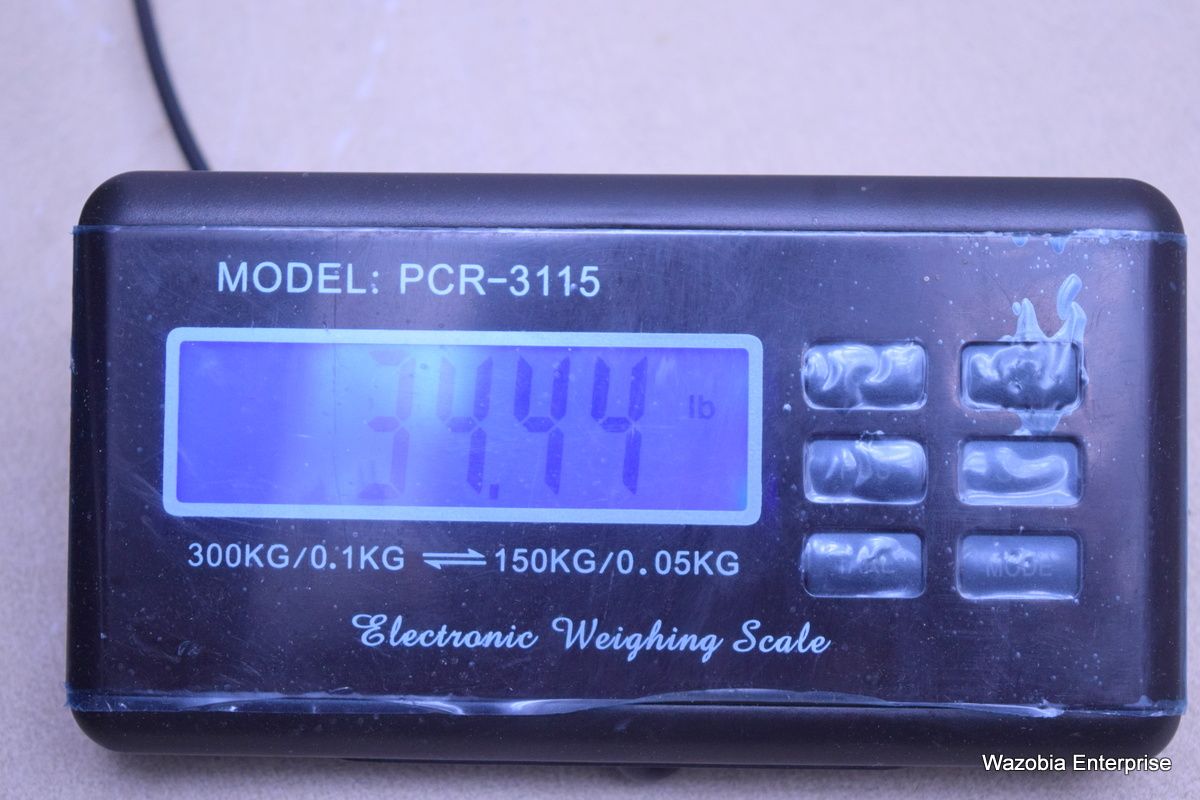 MODEL: PCR-3115
34.44 lb
300KG/0.1KG ⇌ 150KG/0.05KG
MODE
Electronic Weighing Scale
Wazobia Enterprise